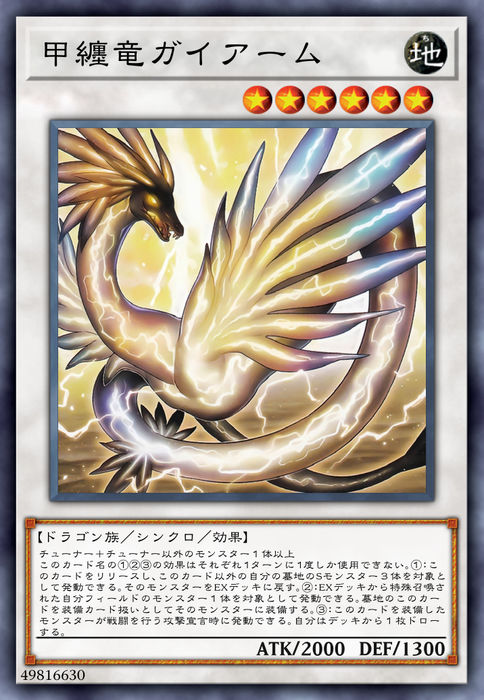 甲纏竜ガイアーム
ち
地
【ドラゴン族／シンクロ／効果】
チューナー＋チューナー以外のモンスター１体以上
このカード名の①②③の効果はそれぞれ1ターンに1度しか使用できない。①：こ
のカードをリリースし、このカード以外の自分の墓地のSモンスター３体を対象と
して発動できる。そのモンスターをEXデッキに戻す。②：EXデッキから特殊召喚さ
れた自分フィールドのモンスター１体を対象として発動できる。墓地のこのカー
ドを装備カード扱いとしてそのモンスターに装備する。③：このカードを装備した
モンスターが戦闘を行う攻撃宣言時に発動できる。自分はデッキから１枚ドロー
する。
ATK/2000 DEF/1300
49816630